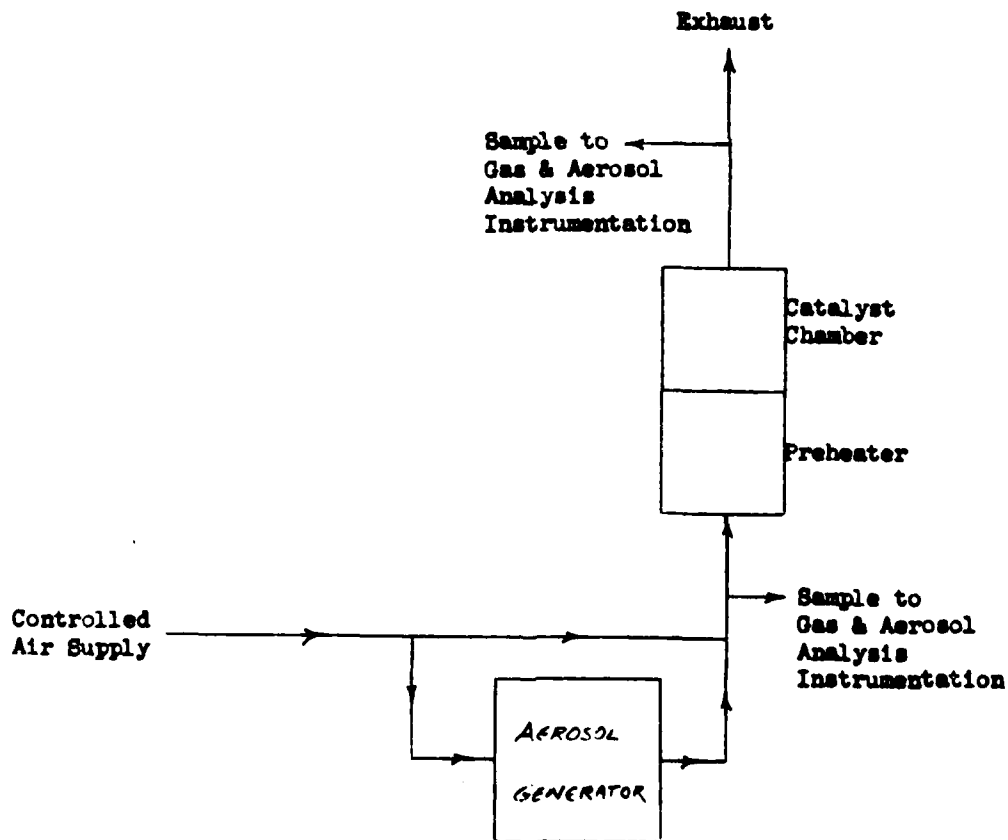 Exhaust
Sample to
Gas & Aerosol
Analysis
Instrumentation
Catalyst
Chamber
Preheater
Controlled
Air Supply
Sample to
Gas & Aerosol
Analysis
Instrumentation
AEROSOL
GENERATOR